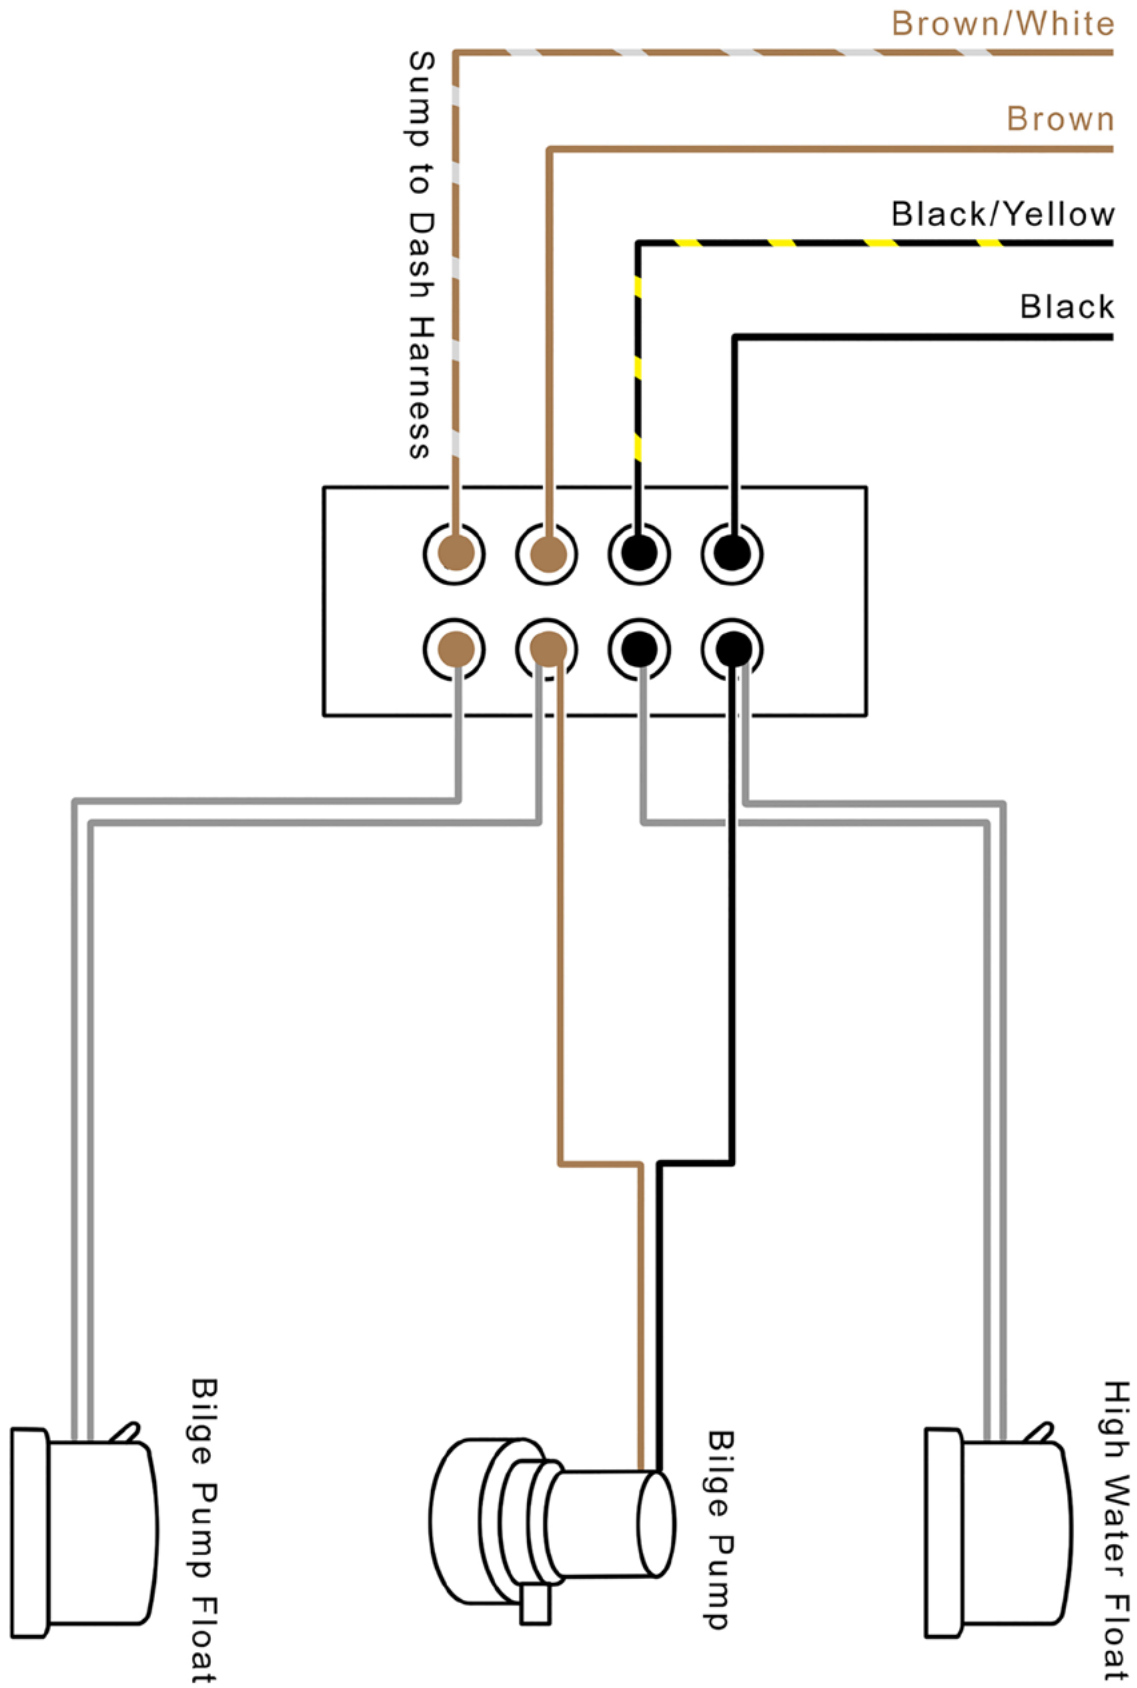 Brown/White
Brown
Black/Yellow
Black
Sump to Dash Harness
Bilge Pump Float
Bilge Pump
High Water Float